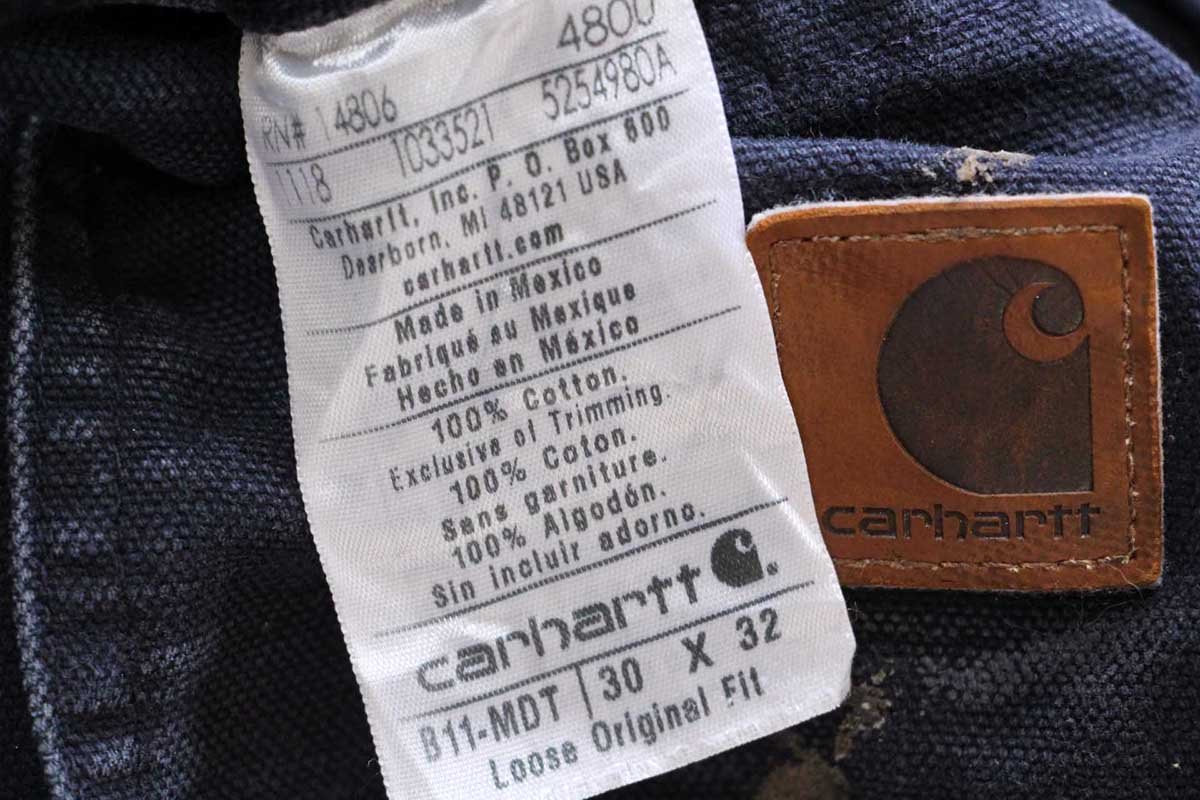 4800
RN# 14806
1118 1033521 5254980A
Carhartt, Inc. P. O. Box 600
Dearborn, MI 48121 USA
carhartt.com
Made in Mexico
Fabriqué au Mexique
Hecho en México
100% Cotton.
Exclusive of Trimming.
100% Coton.
Sans garniture.
100% Algodón.
Sin incluir adorno.
carhartt
B11-MDT 30 X 32
Loose Original Fit
carhartt